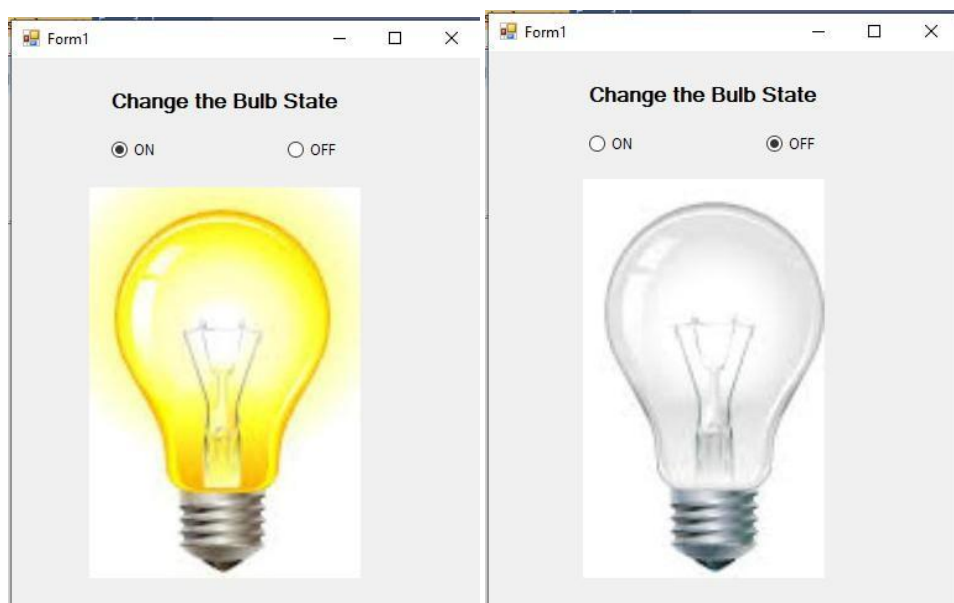 Form1
Change the Bulb State
ON OFF
Form1
Change the Bulb State
ON OFF